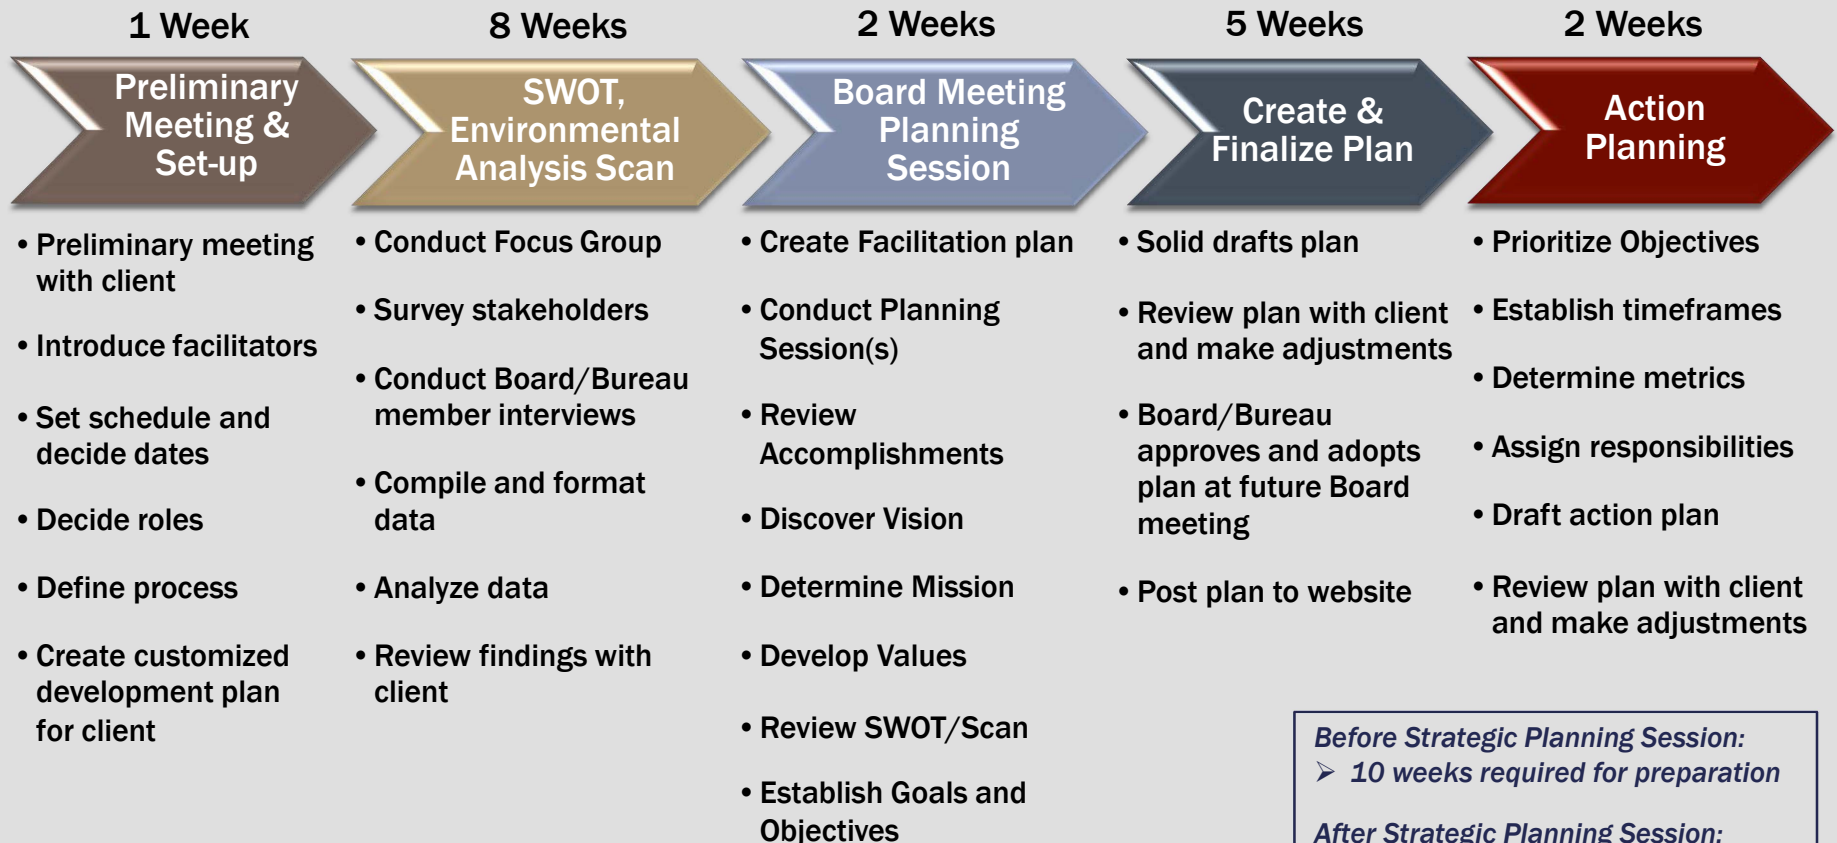 1 Week
Preliminary
Meeting &
Set-up
• Preliminary meeting
with client
• Introduce facilitators
• Set schedule and
decide dates
• Decide roles
• Define process
• Create customized
development plan
for client
8 Weeks
SWOT,
Environmental
Analysis Scan
• Conduct Focus Group
• Survey stakeholders
• Conduct Board/Bureau
member interviews
• Compile and format
data
• Analyze data
• Review findings with
client
2 Weeks
Board Meeting
Planning
Session
• Create Facilitation plan
• Conduct Planning
Session(s)
• Review
Accomplishments
• Discover Vision
• Determine Mission
• Develop Values
• Review SWOT/Scan
• Establish Goals and
Objectives
5 Weeks
Create &
Finalize Plan
• Solid drafts plan
• Review plan with client
and make adjustments
• Board/Bureau
approves and adopts
plan at future Board
meeting
• Post plan to website
2 Weeks
Action
Planning
• Prioritize Objectives
• Establish timeframes
• Determine metrics
• Assign responsibilities
• Draft action plan
• Review plan with client
and make adjustments
Before Strategic Planning Session:
➢ 10 weeks required for preparation
After Strategic Planning Session: